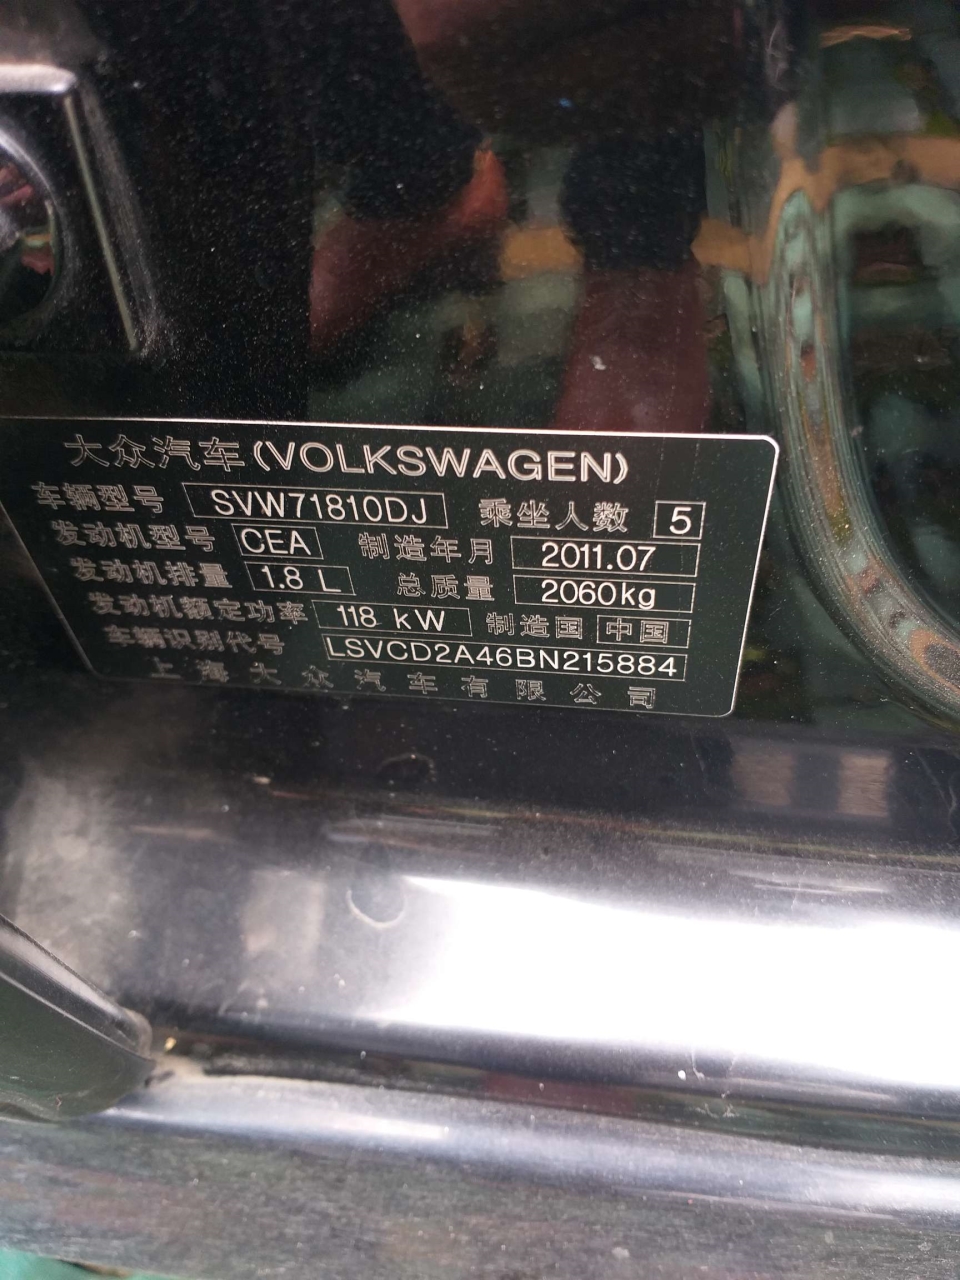 大众汽车(VOLKSWAGEN)
车辆型号 SVW71810DJ 乘坐人数 5
发动机型号 CEA 制造年月 2011.07
发动机排量 1.8 L 总质量 2060kg
发动机额定功率 118 kW 制造国 中国
车辆识别代号 LSVCD2A46BN215884
上海大众汽车有限公司